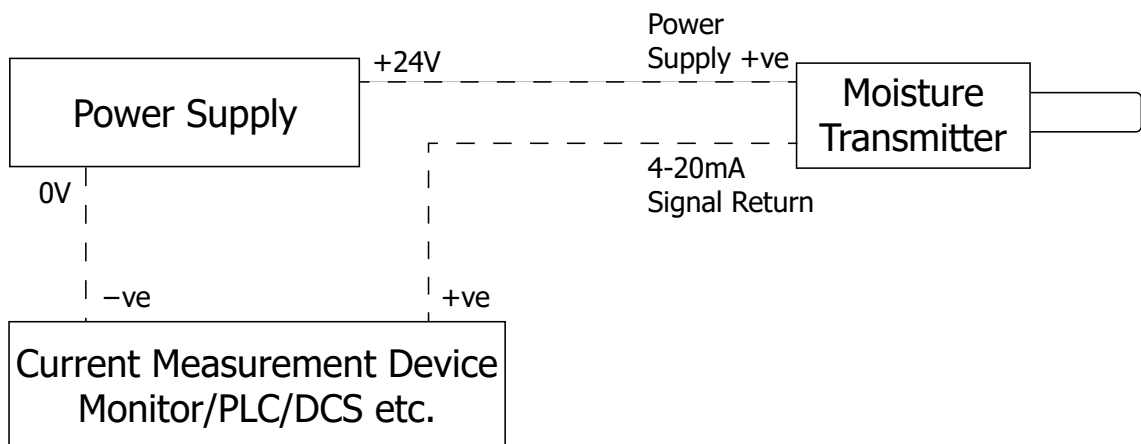 Power
Supply +ve
+24V
Power Supply
Moisture
Transmitter
0V
4-20mA
Signal Return
−ve
+ve
Current Measurement Device
Monitor/PLC/DCS etc.